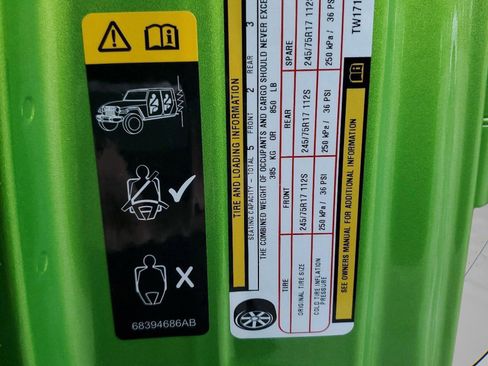 68394686AB
TIRE AND LOADING INFORMATION
SEATING CAPACITY - TOTAL 5 FRONT 2 REAR 3
THE COMBINED WEIGHT OF OCCUPANTS AND CARGO SHOULD NEVER EXCE
385 KG OR 850 LB
TIRE FRONT REAR SPARE
ORIGINAL TIRE SIZE 245/75R17 112S 245/75R17 112S 245/75R17 112S
COLD TIRE INFLATION PRESSURE 250 kPa / 36 PSI 250 kPa / 36 PSI 250 kPa / 36 PSI
SEE OWNERS MANUAL FOR ADDITIONAL INFORMATION
TW171